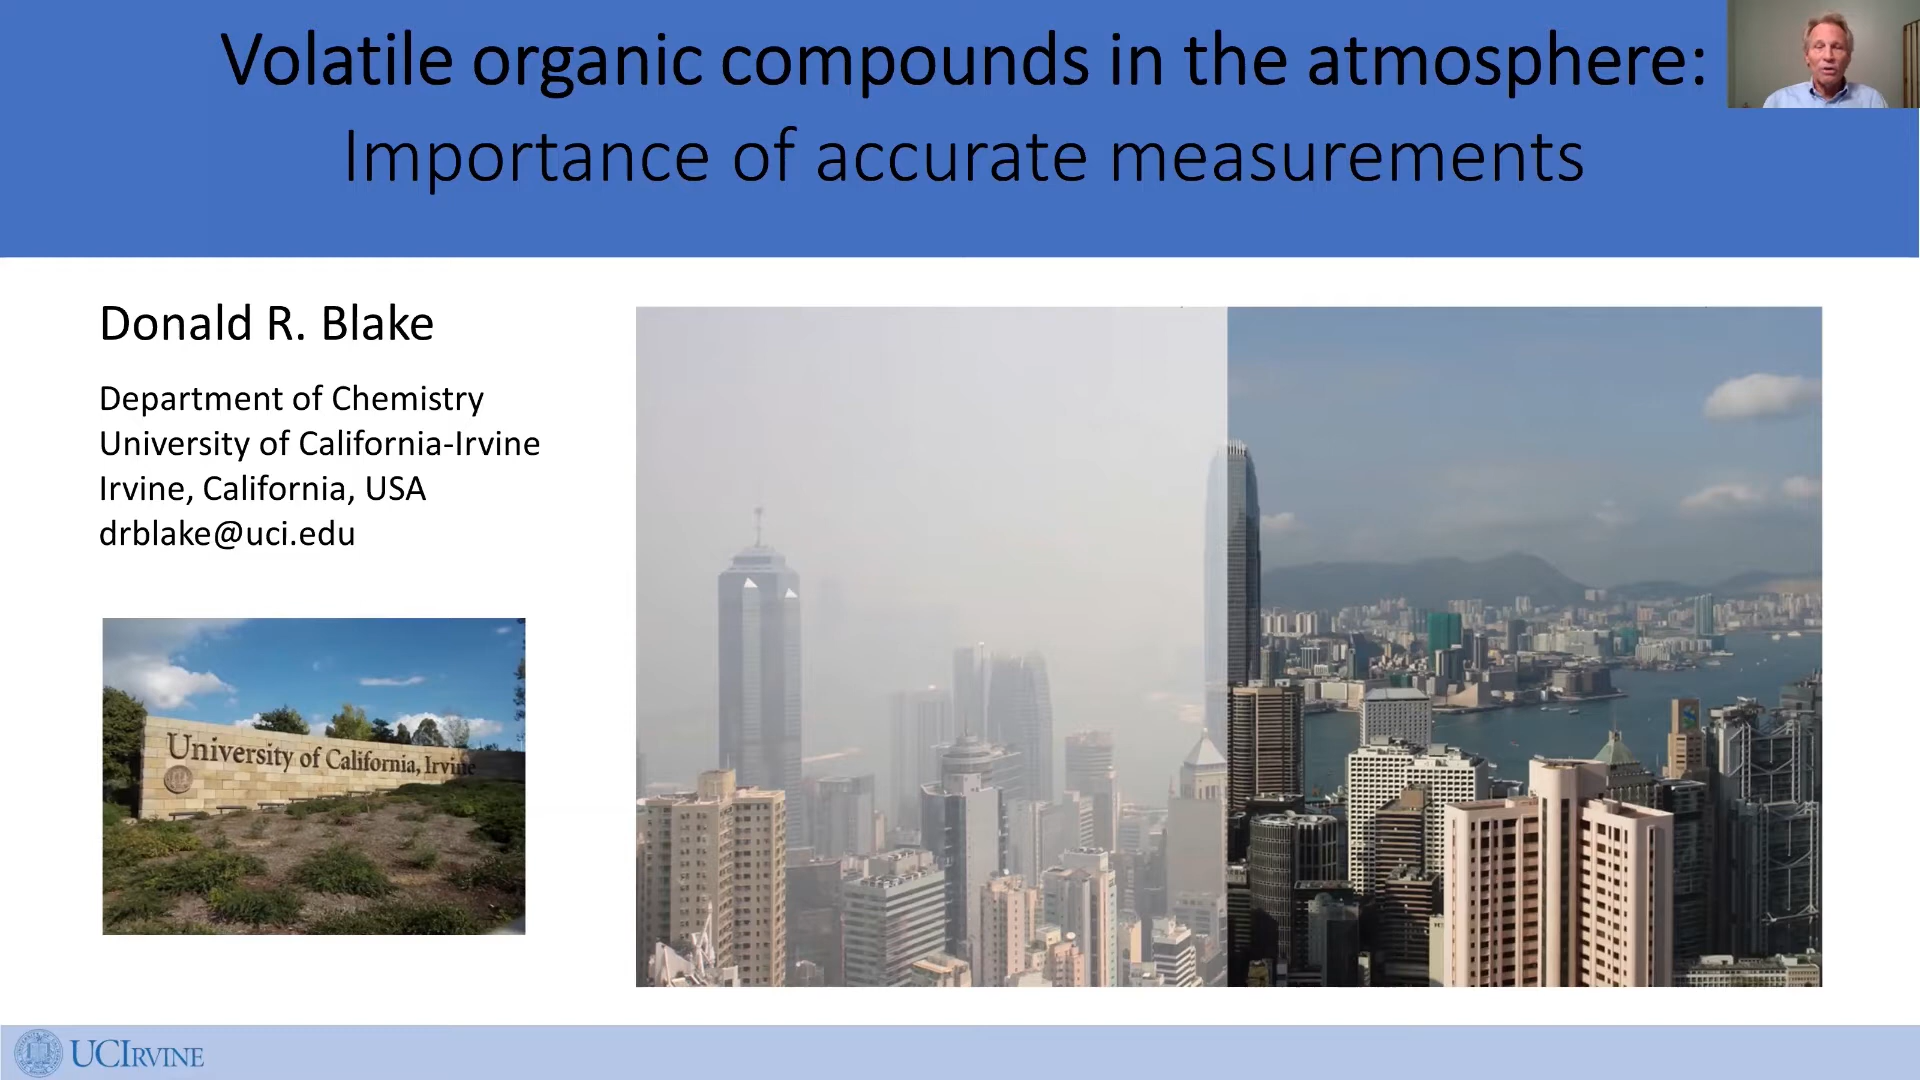 Volatile organic compounds in the atmosphere:
Importance of accurate measurements
Donald R. Blake
Department of Chemistry
University of California-Irvine
Irvine, California, USA
drblake@uci.edu
University of California, Irvine
UCIRVINE